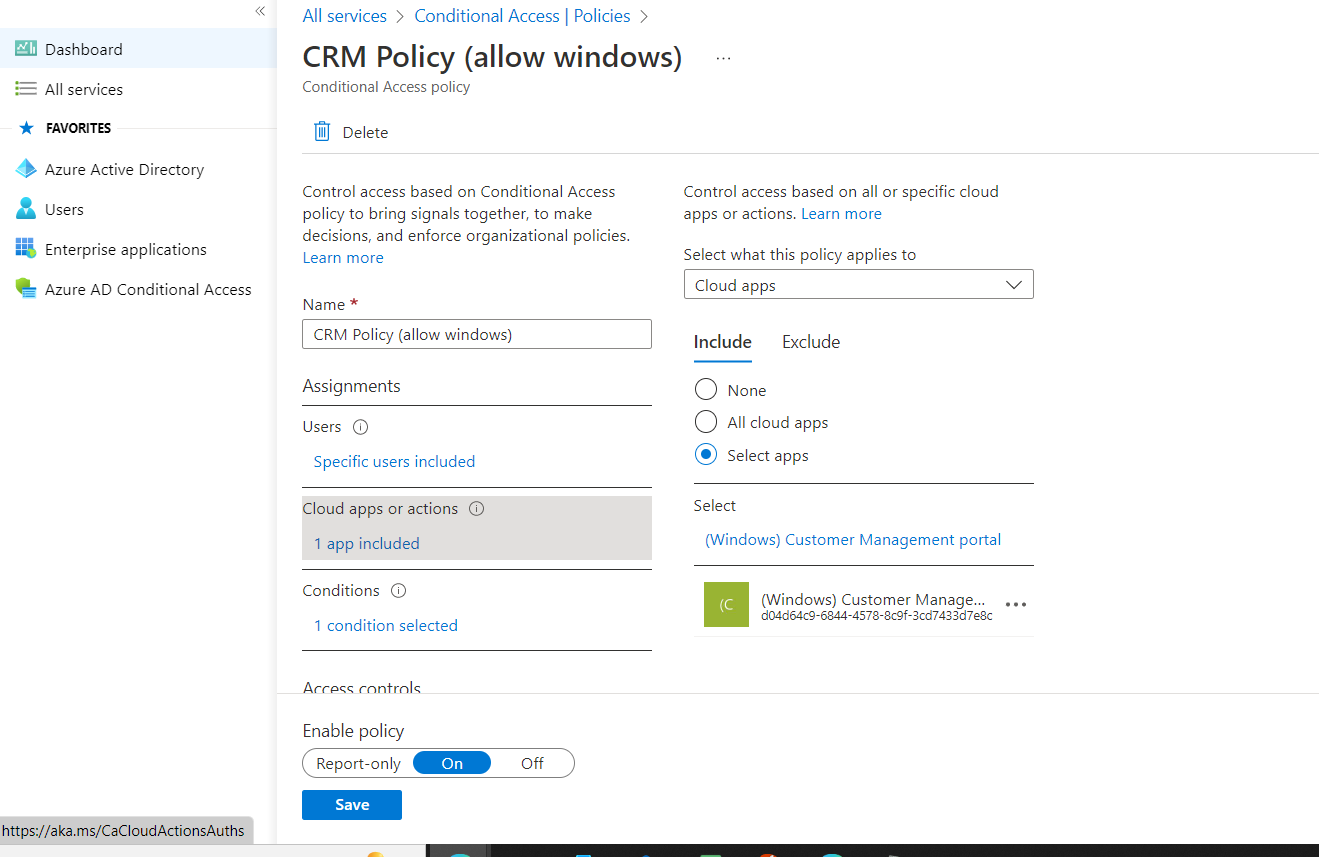 «
Dashboard
All services
FAVORITES
Azure Active Directory
Users
Enterprise applications
Azure AD Conditional Access
https://aka.ms/CaCloudActionsAuths
All services > Conditional Access | Policies >
CRM Policy (allow windows) ...
Conditional Access policy
Delete
Control access based on Conditional Access
policy to bring signals together, to make
decisions, and enforce organizational policies.
Learn more
Name *
CRM Policy (allow windows)
Assignments
Users
Specific users included
Cloud apps or actions
1 app included
Conditions
1 condition selected
Access controls
Control access based on all or specific cloud
apps or actions. Learn more
Select what this policy applies to
Cloud apps
Include Exclude
None
All cloud apps
Select apps
Select
(Windows) Customer Management portal
(C
(Windows) Customer Manage...
d04d64c9-6844-4578-8c9f-3cd7433d7e8c
Enable policy
Report-only On Off
Save